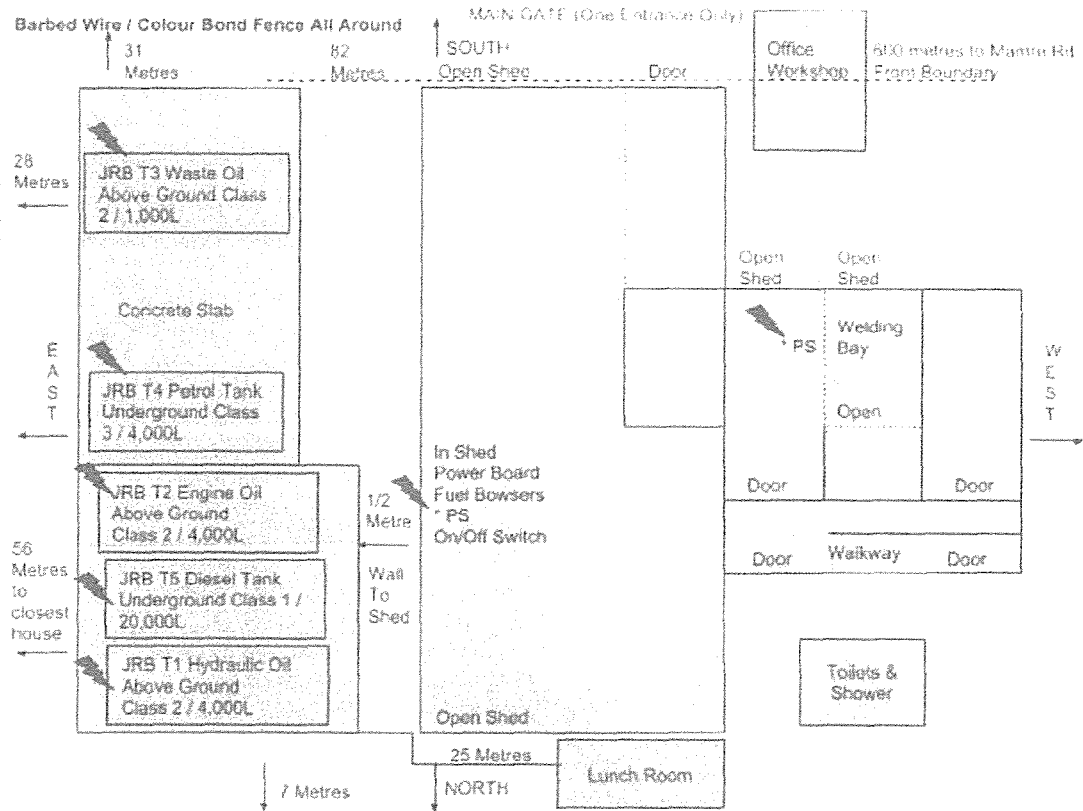 MAIN GATE (One Entrance Only)
Barbed Wire / Colour Bond Fence All Around
31
Metres
82
Metres
SOUTH
Open Shed
Door
Office
Workshop
600 metres to Mamre Rd
Front Boundary
28
Metres
JRB T3 Waste Oil
Above Ground Class
2 / 1,000L
Concrete Slab
EAST
JRB T4 Petrol Tank
Underground Class
3 / 4,000L
JRB T2 Engine Oil
Above Ground
Class 2 / 4,000L
1/2
Metre
Wall
To
Shed
56
Metres
to
closest
house
JRB T5 Diesel Tank
Underground Class 1 /
20,000L
JRB T1 Hydraulic Oil
Above Ground
Class 2 / 4,000L
In Shed
Power Board
Fuel Bowsers
* PS
On/Off Switch
Open Shed
Open
Shed
Open
Shed
* PS
Welding
Bay
Open
WEST
Door
Door
Door
Walkway
Door
Toilets &
Shower
25 Metres
Lunch Room
7 Metres
NORTH